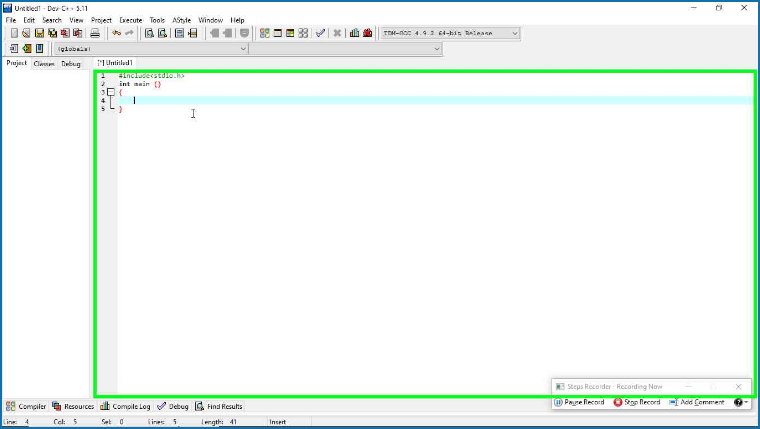 Untitled1 - Dev-C++ 5.11
File Edit Search View Project Execute Tools AStyle Window Help
TDM-GCC 4.9.2 64-bit Release
(globals)
Project Classes Debug [*] Untitled1
1 #include<stdio.h>
2 int main ()
3 {
4
5 }
Steps Recorder - Recording Now
Pause Record Stop Record Add Comment
Compiler Resources Compile Log Debug Find Results
Line: 4 Col: 5 Sel: 0 Lines: 5 Length: 41 Insert